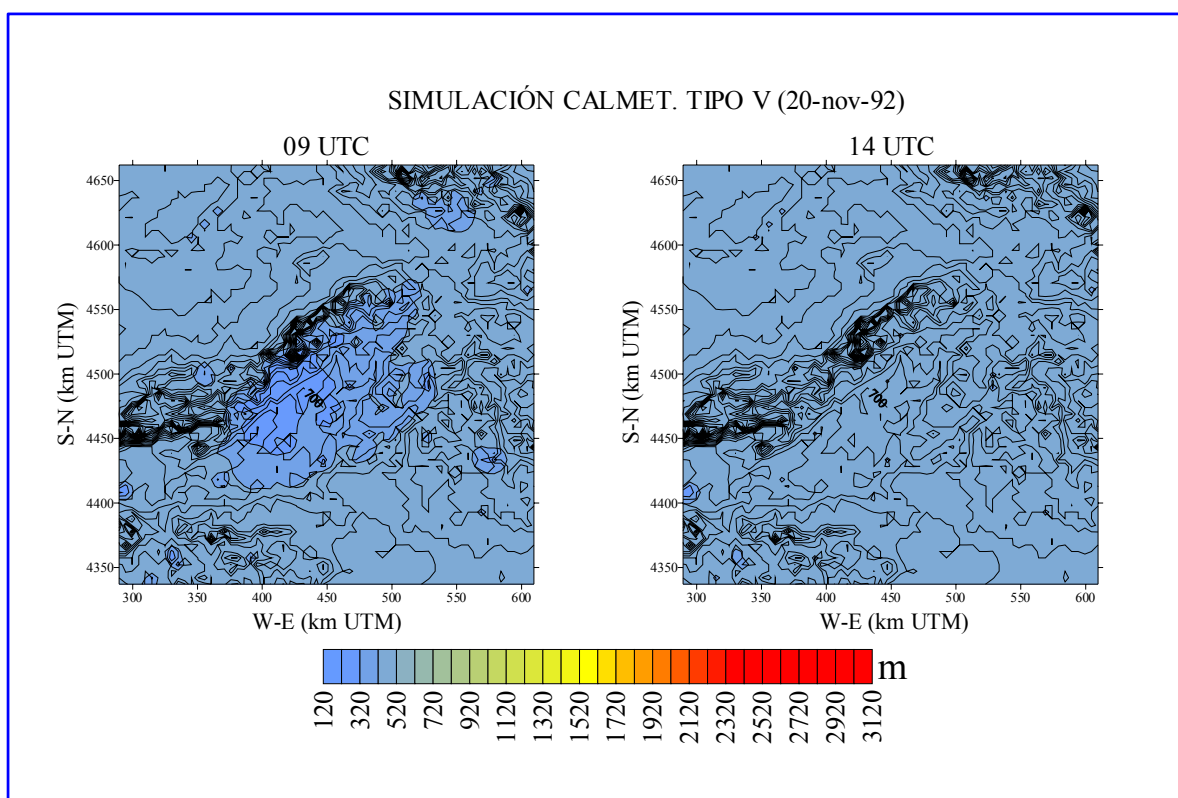 SIMULACIÓN CALMET. TIPO V (20-nov-92)
09 UTC
14 UTC
S-N (km UTM)
4650
4600
4550
4500
4450
4400
4350
700
300 350 400 450 500 550 600
W-E (km UTM)
S-N (km UTM)
4650
4600
4550
4500
4450
4400
4350
700
300 350 400 450 500 550 600
W-E (km UTM)
m
120 320 520 720 920 1120 1320 1520 1720 1920 2120 2320 2520 2720 2920 3120